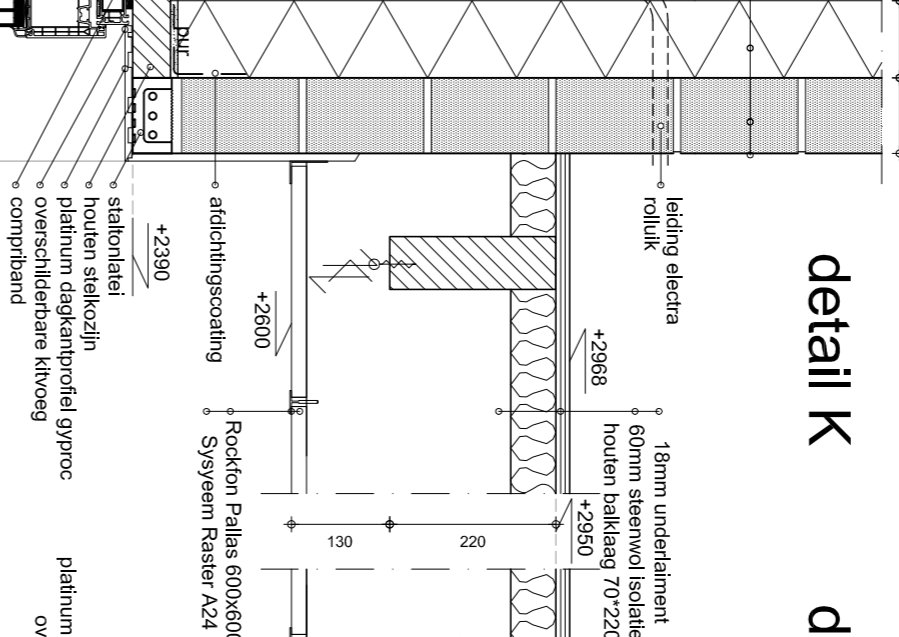 detail K
d
leiding electra
rolluik
18mm underlaiment
60mm steenwol isolatie
houten balklaag 70*220
+2968
+2950
+2600
+2390
130
220
pur
afdichtingscoating
Rockfon Pallas 600x600
Sysyeem Raster A24
staltonlatei
houten stelkozijn
platinum dagkantprofiel gyproc
overschilderbare kitvoeg
compriband
platinum
ov